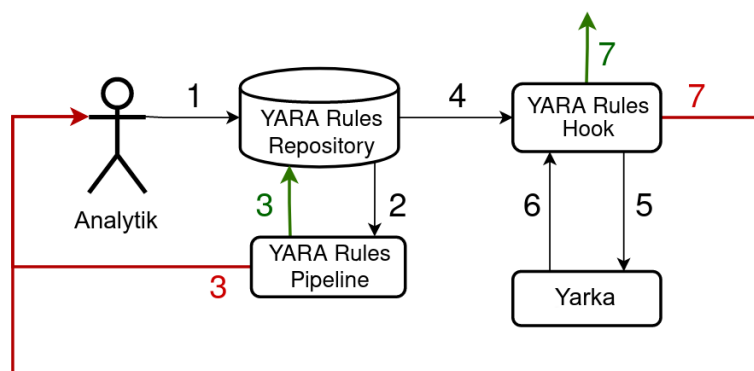 7
1
YARA Rules
Repository
4
YARA Rules
Hook
7
Analytik
3
2
6
5
YARA Rules
Pipeline
3
Yarka